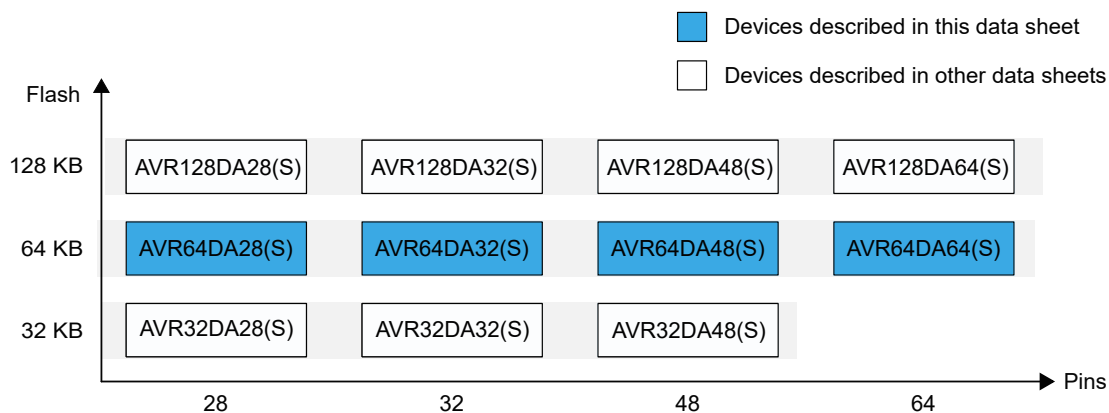 Devices described in this data sheet
Devices described in other data sheets
Flash
128 KB
AVR128DA28(S)
AVR128DA32(S)
AVR128DA48(S)
AVR128DA64(S)
64 KB
AVR64DA28(S)
AVR64DA32(S)
AVR64DA48(S)
AVR64DA64(S)
32 KB
AVR32DA28(S)
AVR32DA32(S)
AVR32DA48(S)
Pins
28
32
48
64